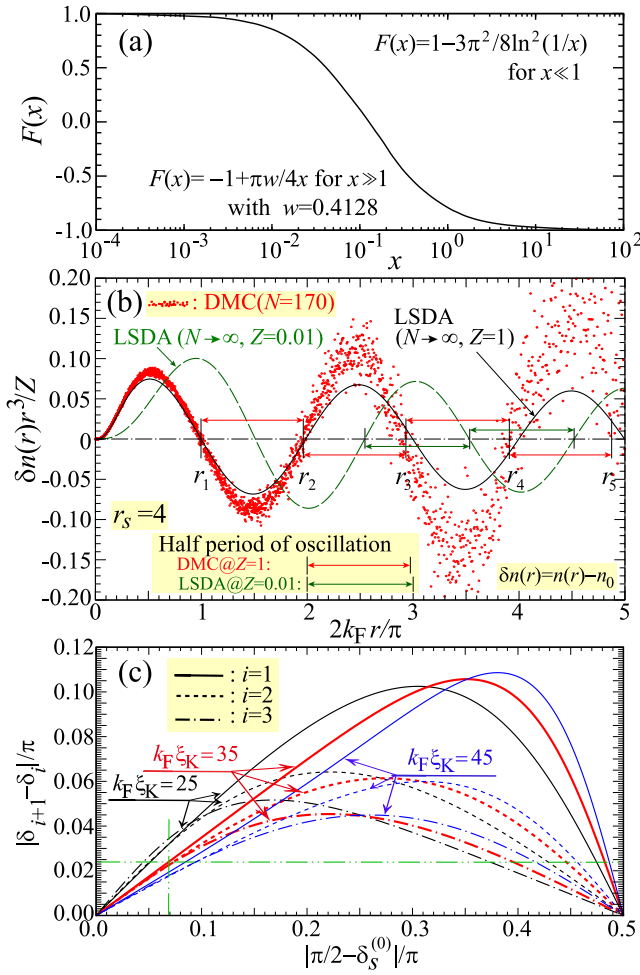 (a)
F(x)=1−3π²/8ln²(1/x)
for x≪1
F(x)= −1+πw/4x for x≫1
with w=0.4128
F(x)
1.0
0.5
0.0
-0.5
-1.0
10⁻⁴ 10⁻³ 10⁻² 10⁻¹ 10⁰ 10¹ 10²
x
(b)
: DMC(N=170)
LSDA (N→∞, Z=0.01)
LSDA
(N→∞, Z=1)
δn(r)r³/Z
0.20
0.15
0.10
0.05
0
-0.05
-0.10
-0.15
-0.20
r₁ r₂ r₃ r₄ r₅
r_s=4
Half period of oscillation
DMC@Z=1:
LSDA@Z=0.01:
δn(r)=n(r)−n₀
0 1 2 3 4 5
2k_F r/π
(c)
: i=1
: i=2
: i=3
k_Fξ_K=35
k_Fξ_K=45
k_Fξ_K=25
|δ_{i+1}−δ_i|/π
0.12
0.10
0.08
0.06
0.04
0.02
0.00
0.0 0.1 0.2 0.3 0.4 0.5
|π/2−δ_s^{(0)}|/π